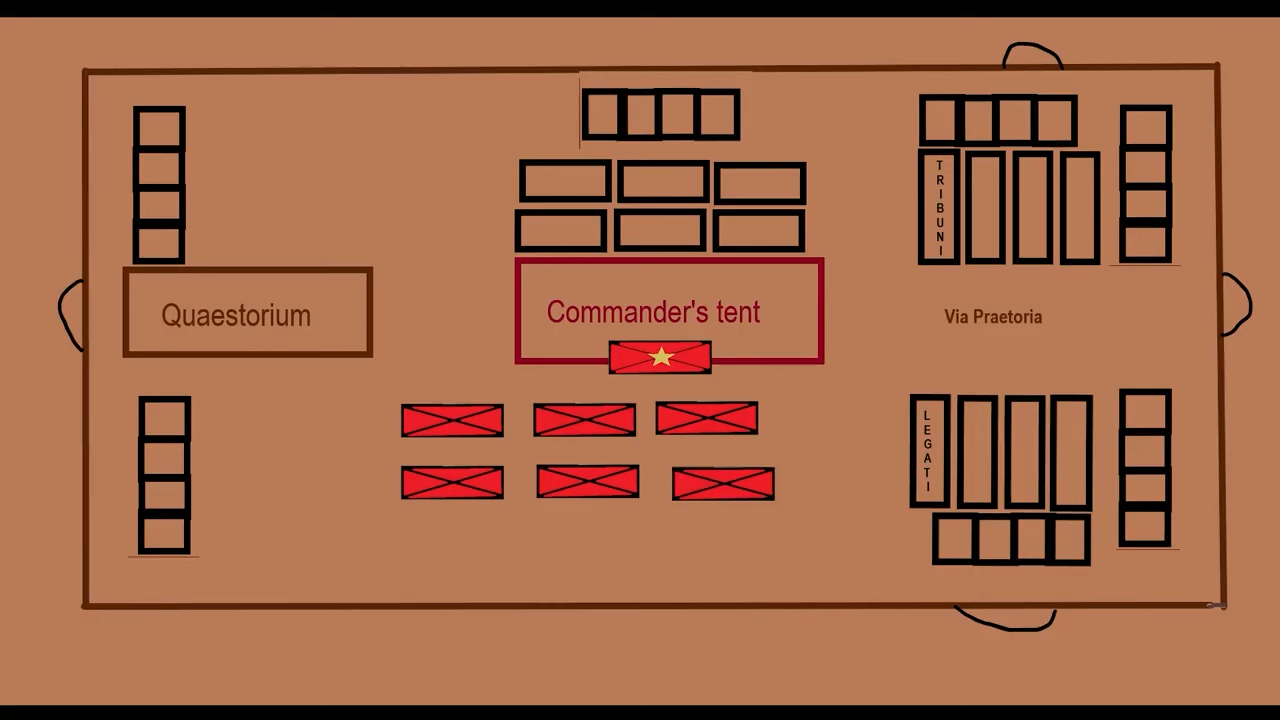 TRIBUNI
Quaestorium
Commander's tent
Via Praetoria
LEGATI